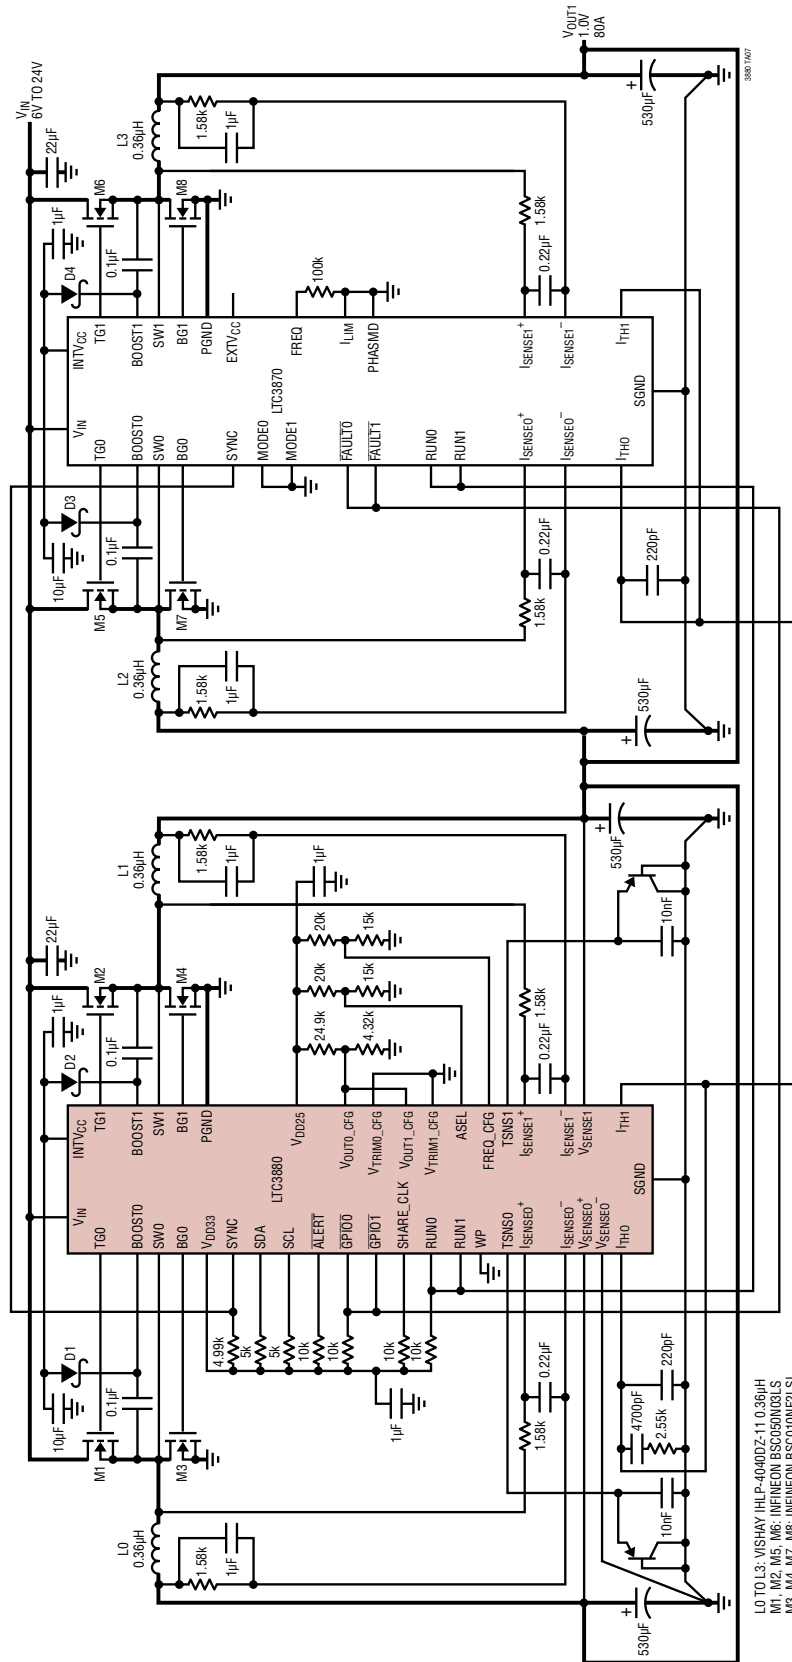 VIN
6V TO 24V
22µF
1µF
M6
D4
0.1µF
M8
L3
0.36µH
1.58k
1µF
VOUT1
1.0V
80A
530µF
3880 TA07
INTVCC
TG1
BOOST1
SW1
BG1
PGND
EXTVCC
FREQ
100k
ILIM
PHASMD
ISENSE1+
ISENSE1–
1.58k
0.22µF
ITH1
LTC3870
VIN
SGND
TG0
BOOST0
SW0
BG0
SYNC
MODE0
MODE1
FAULT0
FAULT1
RUN0
RUN1
ISENSE0+
ISENSE0–
ITH0
10µF
D3
0.1µF
M5
M7
L2
0.36µH
1.58k
1µF
0.22µF
1.58k
220pF
530µF
22µF
1µF
M2
D2
0.1µF
M4
L1
0.36µH
1.58k
1µF
1µF
20k
15k
20k
15k
24.9k
4.32k
1.58k
0.22µF
10nF
530µF
INTVCC
TG1
BOOST1
SW1
BG1
PGND
VDD25
VOUT0_CFG
VTRIM0_CFG
VOUT1_CFG
VTRIM1_CFG
ASEL
FREQ_CFG
TSNS1
ISENSE1+
ISENSE1–
VSENSE1
ITH1
LTC3880
VIN
SGND
TG0
BOOST0
SW0
BG0
VDD33
SYNC
SDA
SCL
ALERT
GPIO0
GPIO1
SHARE_CLK
RUN0
RUN1
WP
TSNS0
ISENSE0+
ISENSE0–
VSENSE0+
VSENSE0–
ITH0
10µF
D1
0.1µF
M1
M3
L0
0.36µH
1.58k
1µF
4.99k
5k
5k
10k
10k
10k
10k
1µF
0.22µF
1.58k
220pF
4700pF
2.55k
10nF
530µF
L0 TO L3: VISHAY IHLP-4040DZ-11 0.36µH
M1, M2, M5, M6: INFINEON BSC050N03LS